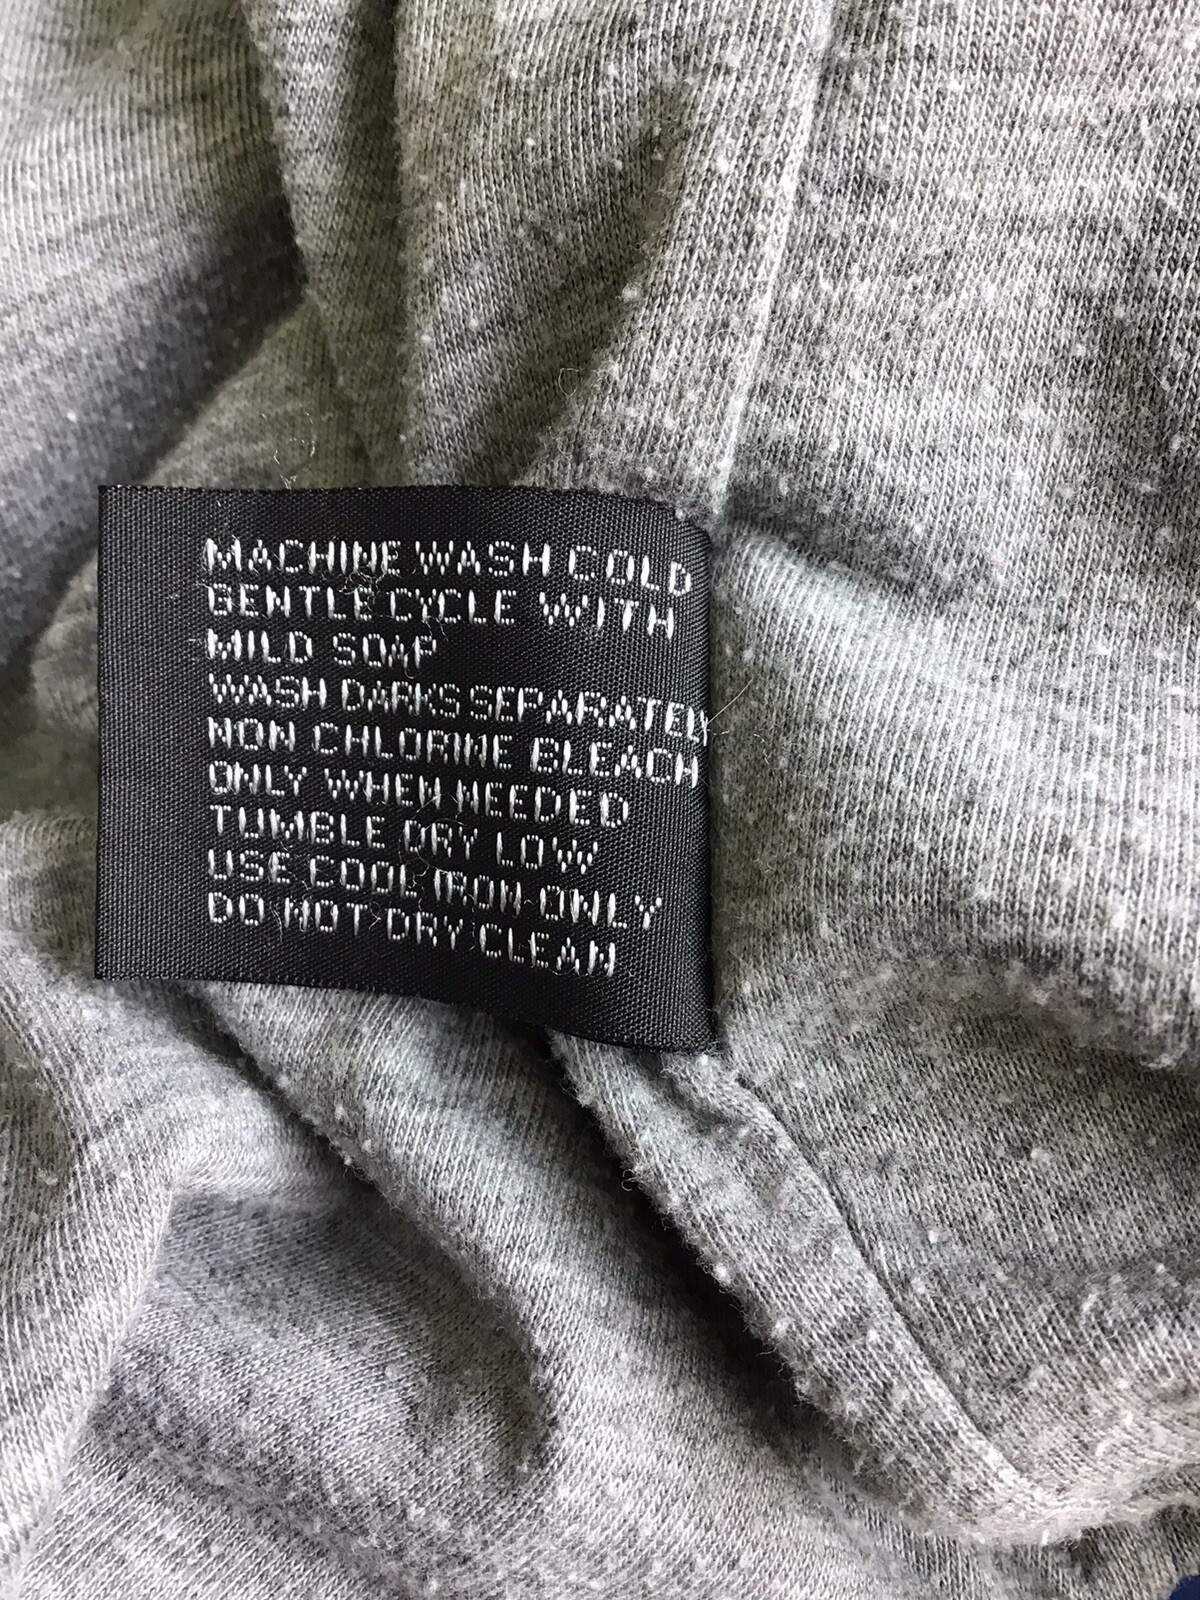 MACHINE WASH COLD
GENTLE CYCLE WITH
MILD SOAP
WASH DARKS SEPARATELY
NON CHLORINE BLEACH
ONLY WHEN NEEDED
TUMBLE DRY LOW
USE COOL IRON ONLY
DO NOT DRY CLEAN